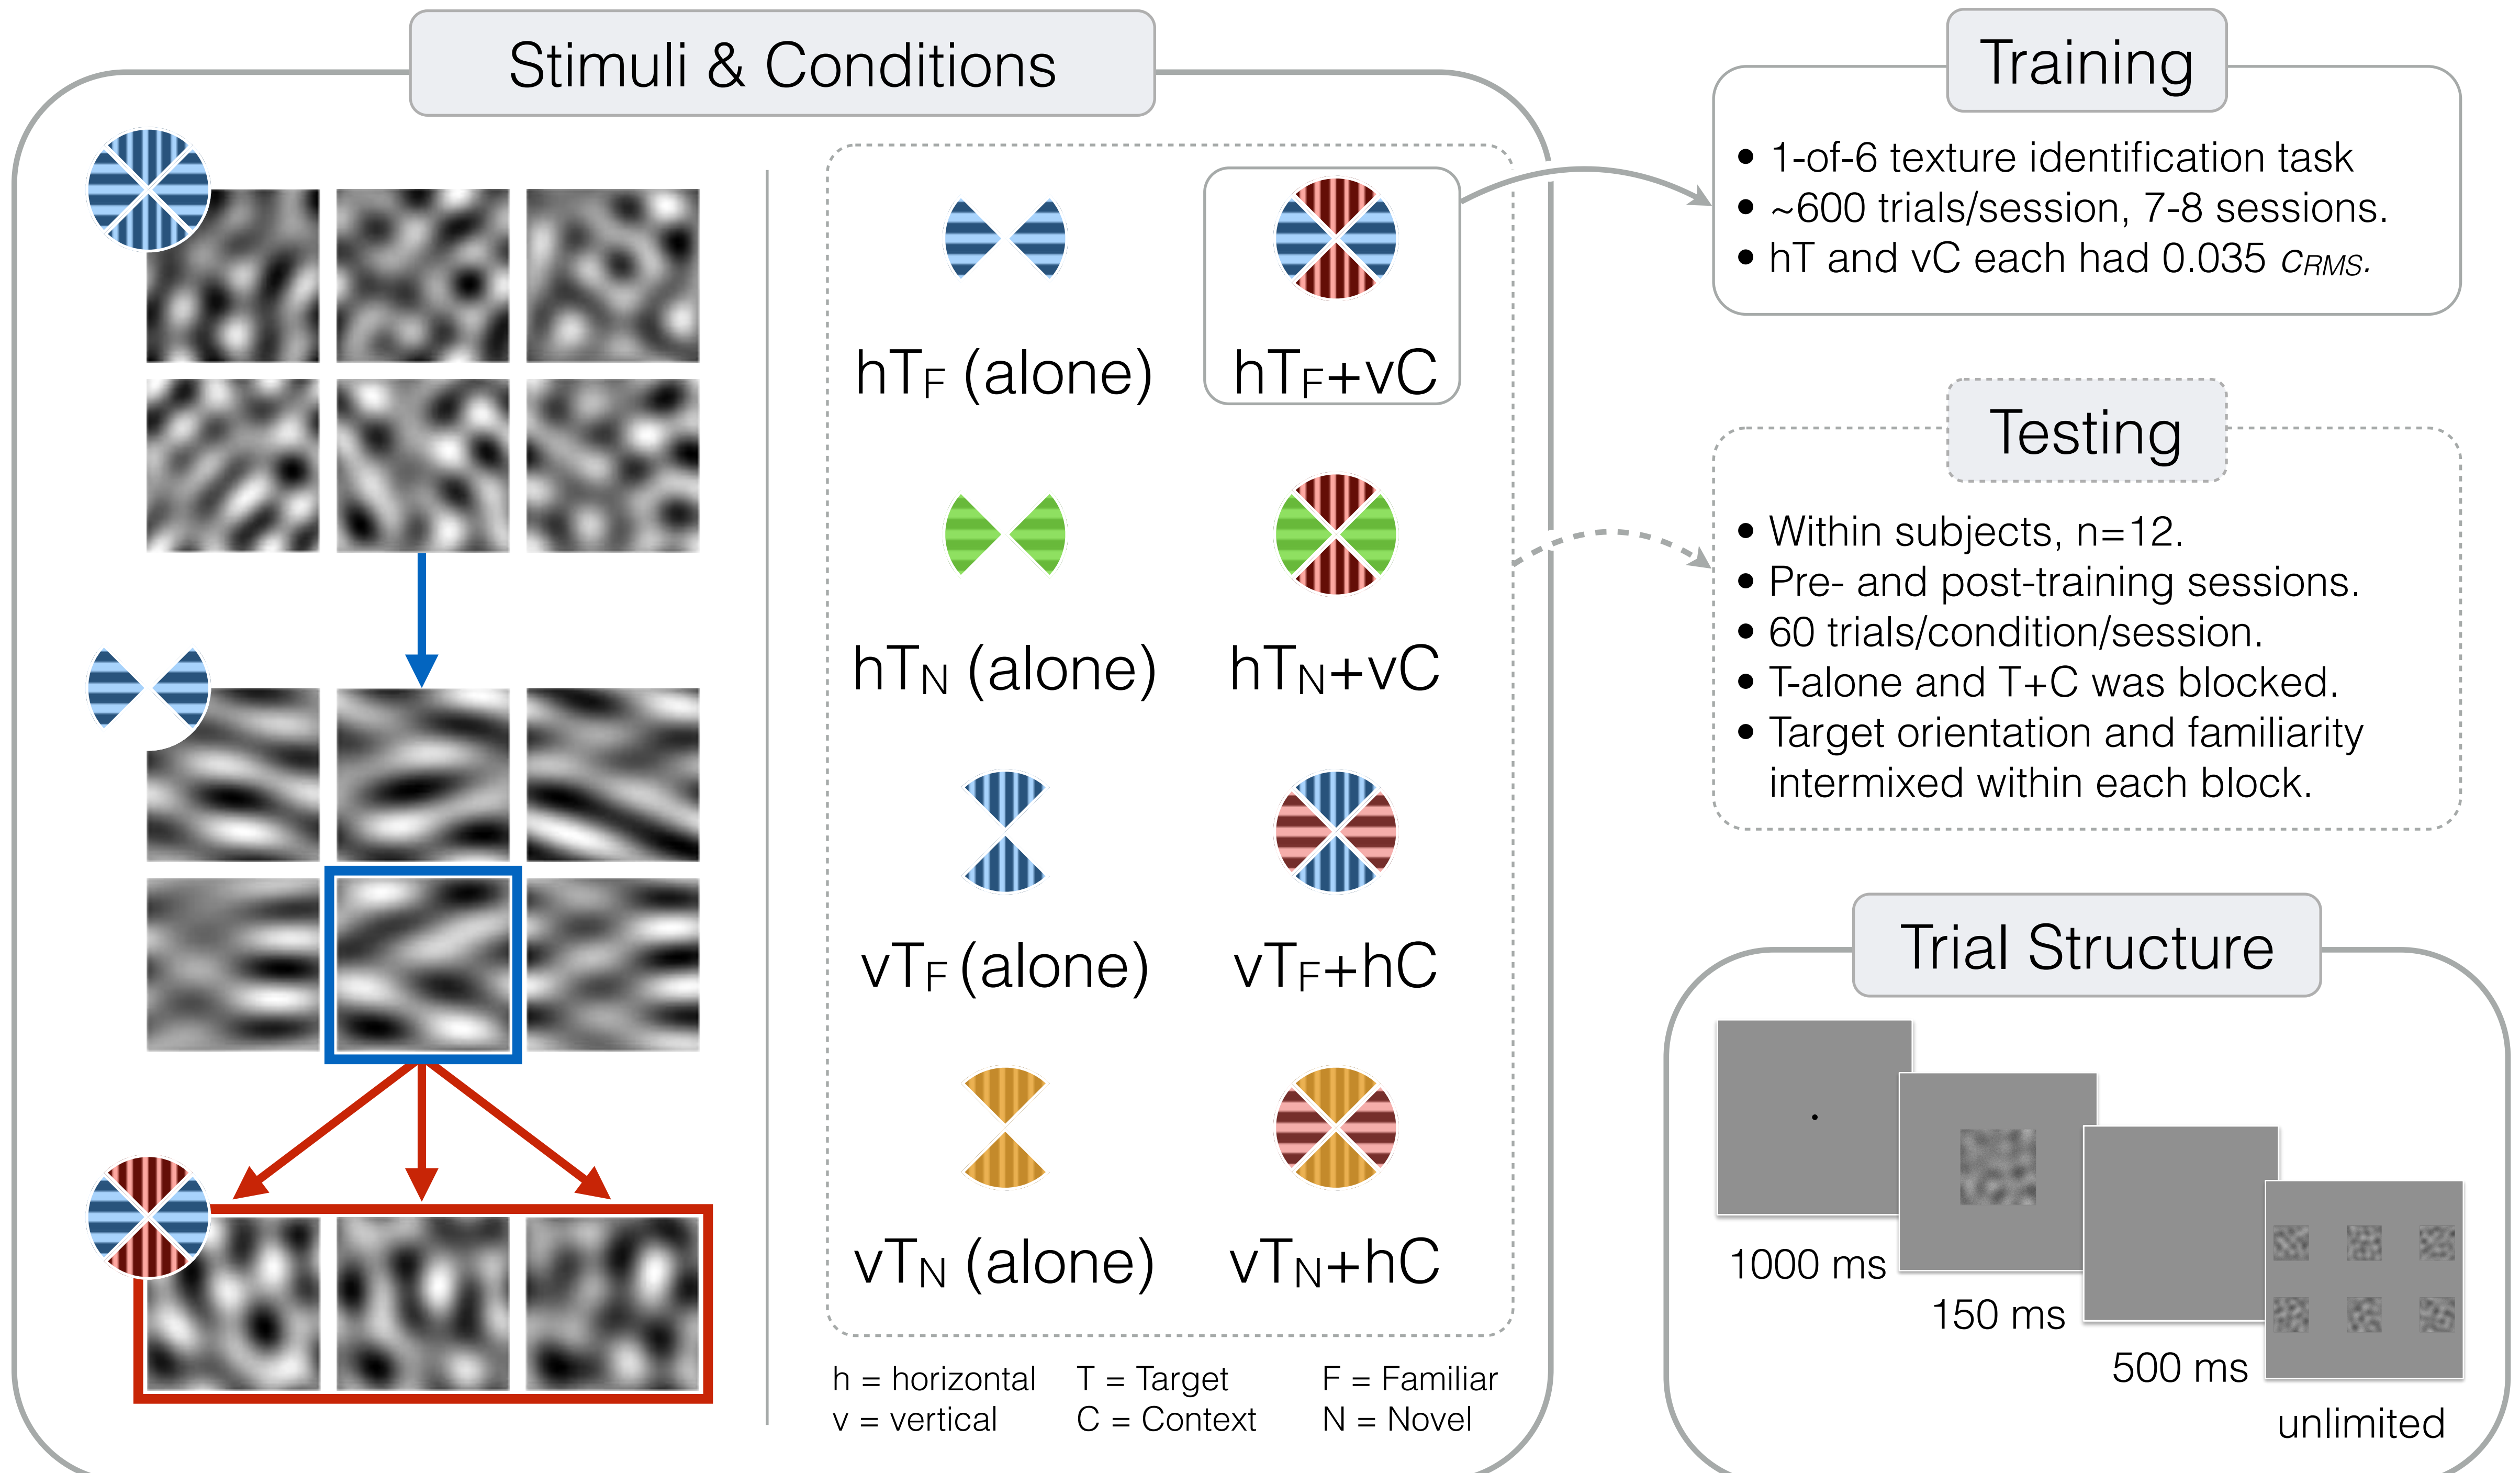 Stimuli & Conditions
hTF (alone)
hTF+vC
hTN (alone)
hTN+vC
vTF (alone)
vTF+hC
vTN (alone)
vTN+hC
h = horizontal
T = Target
F = Familiar
v = vertical
C = Context
N = Novel
Training
• 1-of-6 texture identification task
• ~600 trials/session, 7-8 sessions.
• hT and vC each had 0.035 cRMS.
Testing
• Within subjects, n=12.
• Pre- and post-training sessions.
• 60 trials/condition/session.
• T-alone and T+C was blocked.
• Target orientation and familiarity
intermixed within each block.
Trial Structure
1000 ms
150 ms
500 ms
unlimited